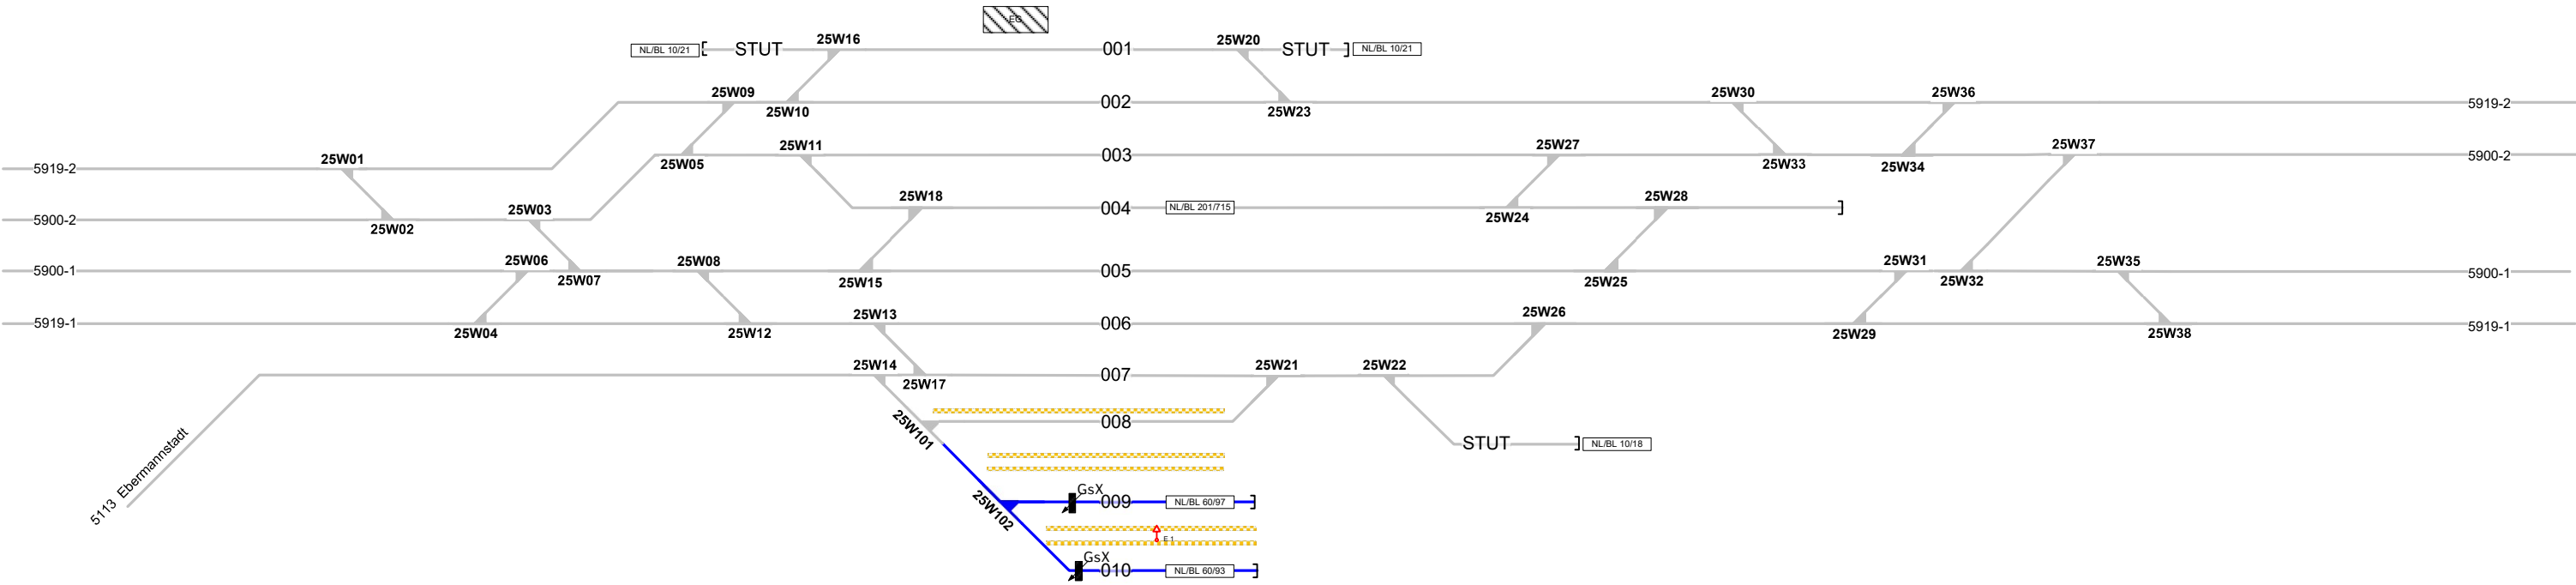 EG
NL/BL 10/21 STUT 25W16 001 25W20 STUT NL/BL 10/21
25W09 25W30 25W36
002 5919-2
25W10 25W23
25W01 25W11 25W27 25W37
5919-2 25W05 003 25W33 25W34 5900-2
25W03 25W18 25W28
5900-2 004 NL/BL 201/715
25W02 25W24
25W06 25W08 25W31 25W35
5900-1 005 5900-1
25W07 25W15 25W25 25W32
25W13 25W26
5919-1 006 5919-1
25W04 25W12 25W29 25W38
25W14 25W21 25W22
007
25W17
008
25W101
5113 Ebermannstadt
STUT NL/BL 10/18
GsX
009 NL/BL 60/97
25W102
E 1
GsX
010 NL/BL 60/93